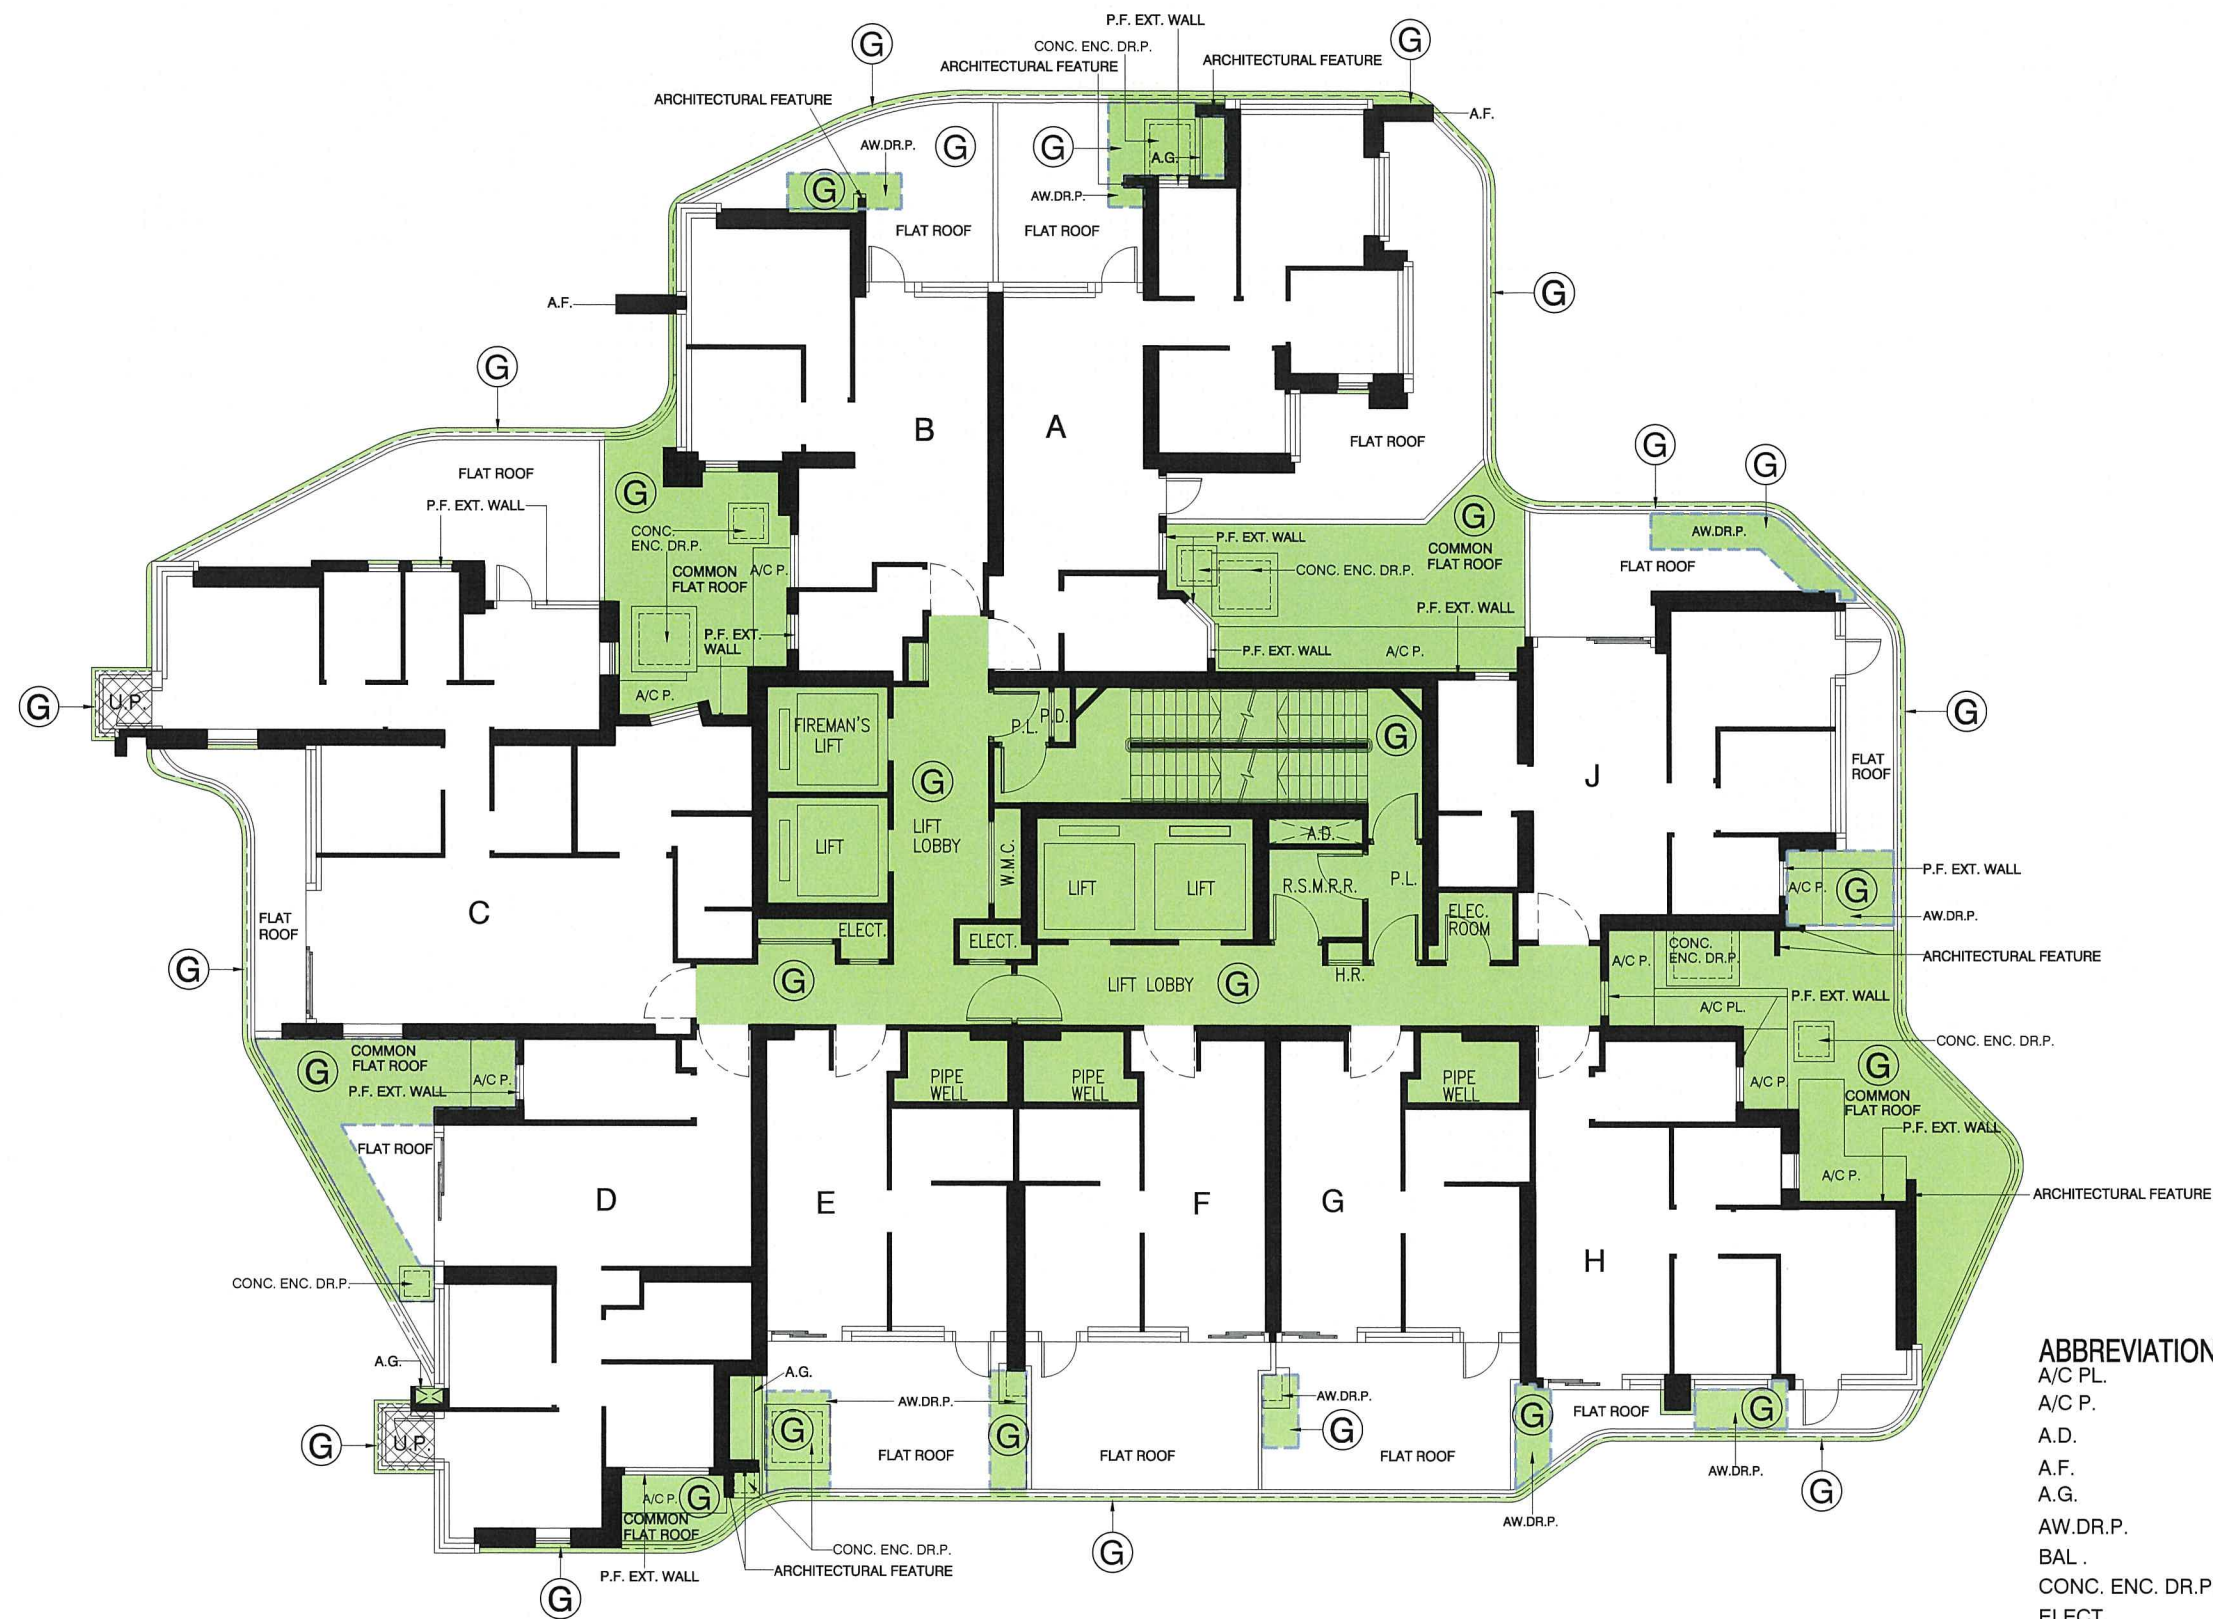 P.F. EXT. WALL
CONC. ENC. DR.P.
ARCHITECTURAL FEATURE
ARCHITECTURAL FEATURE
ARCHITECTURAL FEATURE
G
G
A.F.
AW.DR.P.
G
G
A.G.
G
AW.DR.P.
FLAT ROOF
FLAT ROOF
A.F.
G
G
B
A
FLAT ROOF
G
G
FLAT ROOF
G
P.F. EXT. WALL
G
AW.DR.P.
CONC.
ENC. DR.P.
P.F. EXT. WALL
COMMON
FLAT ROOF
CONC. ENC. DR.P.
FLAT ROOF
COMMON
FLAT ROOF
A/C P.
P.F. EXT. WALL
P.F. EXT.
WALL
P.F. EXT. WALL
A/C P.
A/C P.
G
U.P.
FIREMAN'S
LIFT
P.L.
P.D.
G
G
G
J
FLAT
ROOF
LIFT
LIFT
LOBBY
W.M.C.
A.D.
LIFT
LIFT
R.S.M.R.R.
P.L.
P.F. EXT. WALL
A/C P.
G
AW.DR.P.
C
FLAT
ROOF
ELECT.
ELECT.
ELEC.
ROOM
CONC.
ENC. DR.P.
ARCHITECTURAL FEATURE
A/C P.
G
G
LIFT LOBBY
G
H.R.
A/C PL.
P.F. EXT. WALL
CONC. ENC. DR.P.
G
COMMON
FLAT ROOF
A/C P.
P.F. EXT. WALL
PIPE
WELL
PIPE
WELL
PIPE
WELL
A/C P.
G
COMMON
FLAT ROOF
P.F. EXT. WALL
FLAT ROOF
A/C P.
ARCHITECTURAL FEATURE
D
E
F
G
H
CONC. ENC. DR.P.
A.G.
A.G.
AW.DR.P.
AW.DR.P.
G
G
G
G
FLAT ROOF
G
G
U.P.
FLAT ROOF
FLAT ROOF
FLAT ROOF
AW.DR.P.
G
A/C P.
G
COMMON
FLAT ROOF
AW.DR.P.
CONC. ENC. DR.P.
G
ARCHITECTURAL FEATURE
P.F. EXT. WALL
G
ABBREVIATION
A/C PL.
A/C P.
A.D.
A.F.
A.G.
AW.DR.P.
BAL .
CONC. ENC. DR.P
ELECT